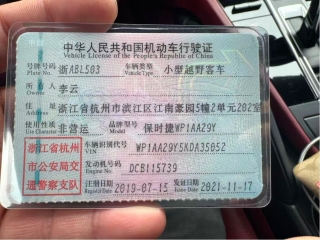 中华人民共和国机动车行驶证
Vehicle License of the People's Republic of China
号牌号码 浙ABL503 车辆类型 小型越野客车
Plate No. Vehicle Type
所有人 李云
Owner
住址 浙江省杭州市滨江区江南豪园5幢2单元202室
Address
使用性质 非营运 品牌型号 保时捷WP1AA29Y
Use Character Model
浙江省杭州市公安局交通警察支队
车辆识别代号 WP1AA29Y5KDA35052
VIN
发动机号码 DCB115739
Engine No.
注册日期 2019-07-15 发证日期 2021-11-17
Register Date Issue Date